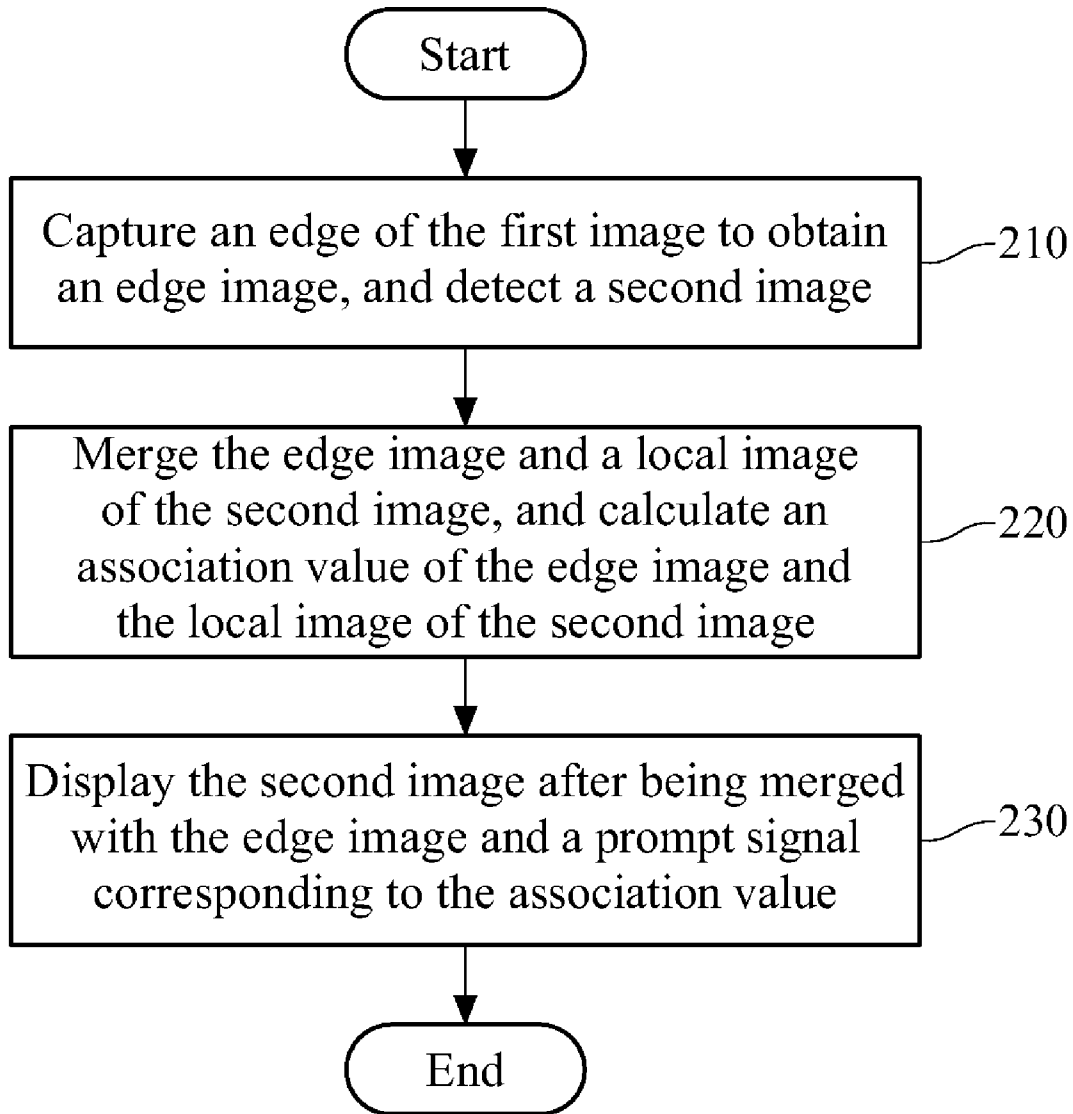 Start
Capture an edge of the first image to obtain
an edge image, and detect a second image
210
Merge the edge image and a local image
of the second image, and calculate an
association value of the edge image and
the local image of the second image
220
Display the second image after being merged
with the edge image and a prompt signal
corresponding to the association value
230
End